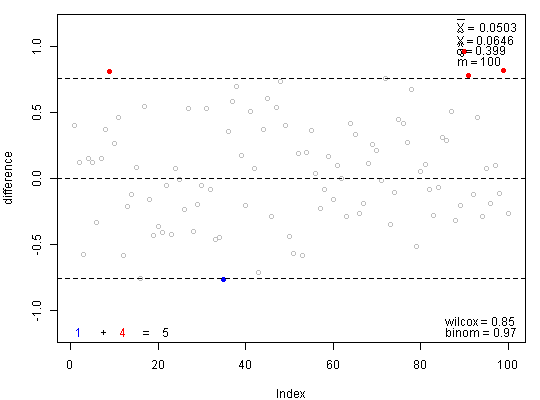 X = 0.0503
X = 0.0646
σ = 0.399
m = 100
difference
1.0
0.5
0.0
-0.5
-1.0
1 + 4 = 5
wilcox = 0.85
binom = 0.97
0 20 40 60 80 100
Index